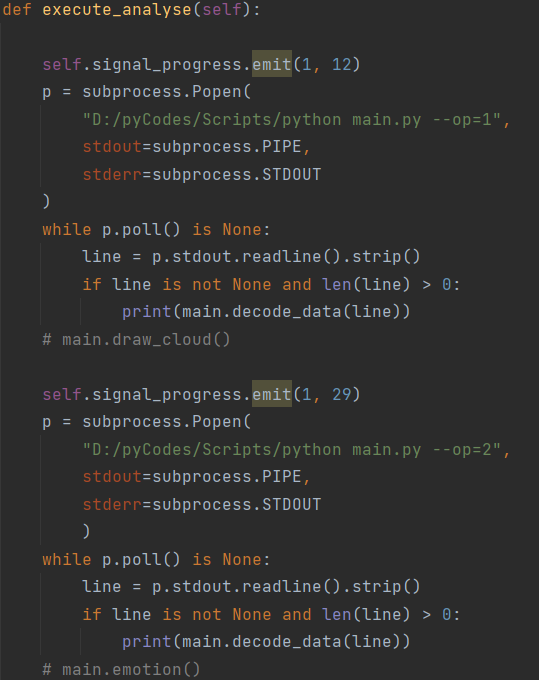 def execute_analyse(self):
    self.signal_progress.emit(1, 12)
    p = subprocess.Popen(
        "D:/pyCodes/Scripts/python main.py --op=1",
        stdout=subprocess.PIPE,
        stderr=subprocess.STDOUT
    )
    while p.poll() is None:
        line = p.stdout.readline().strip()
        if line is not None and len(line) > 0:
            print(main.decode_data(line))
    # main.draw_cloud()
    self.signal_progress.emit(1, 29)
    p = subprocess.Popen(
        "D:/pyCodes/Scripts/python main.py --op=2",
        stdout=subprocess.PIPE,
        stderr=subprocess.STDOUT
        )
    while p.poll() is None:
        line = p.stdout.readline().strip()
        if line is not None and len(line) > 0:
            print(main.decode_data(line))
    # main.emotion()